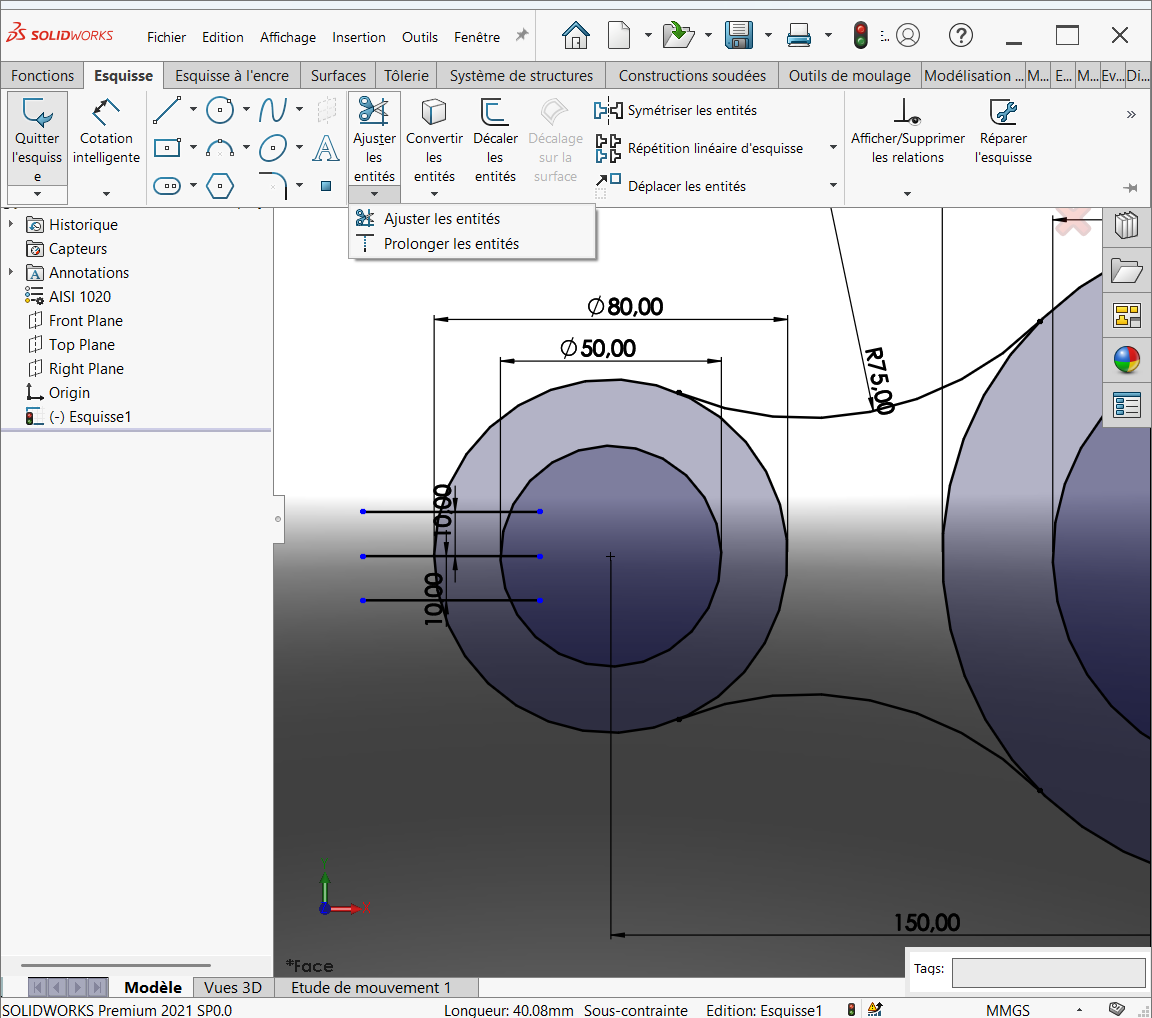 SOLIDWORKS
Fichier Edition Affichage Insertion Outils Fenêtre
Fonctions Esquisse Esquisse à l'encre Surfaces Tôlerie Système de structures Constructions soudées Outils de moulage Modélisation ... M... E... M... Ev... Di...
Quitter l'esquiss e
Cotation intelligente
Ajuster les entités
Convertir les entités
Décaler les entités
Décalage sur la surface
Symétriser les entités
Répétition linéaire d'esquisse
Déplacer les entités
Afficher/Supprimer les relations
Réparer l'esquisse
Ajuster les entités
Prolonger les entités
Historique
Capteurs
Annotations
AISI 1020
Front Plane
Top Plane
Right Plane
Origin
(-) Esquisse1
∅80,00
∅50,00
R75,00
10,00
10,00
150,00
*Face
Tags:
Modèle Vues 3D Etude de mouvement 1
SOLIDWORKS Premium 2021 SP0.0 Longueur: 40.08mm Sous-contrainte Edition: Esquisse1 MMGS